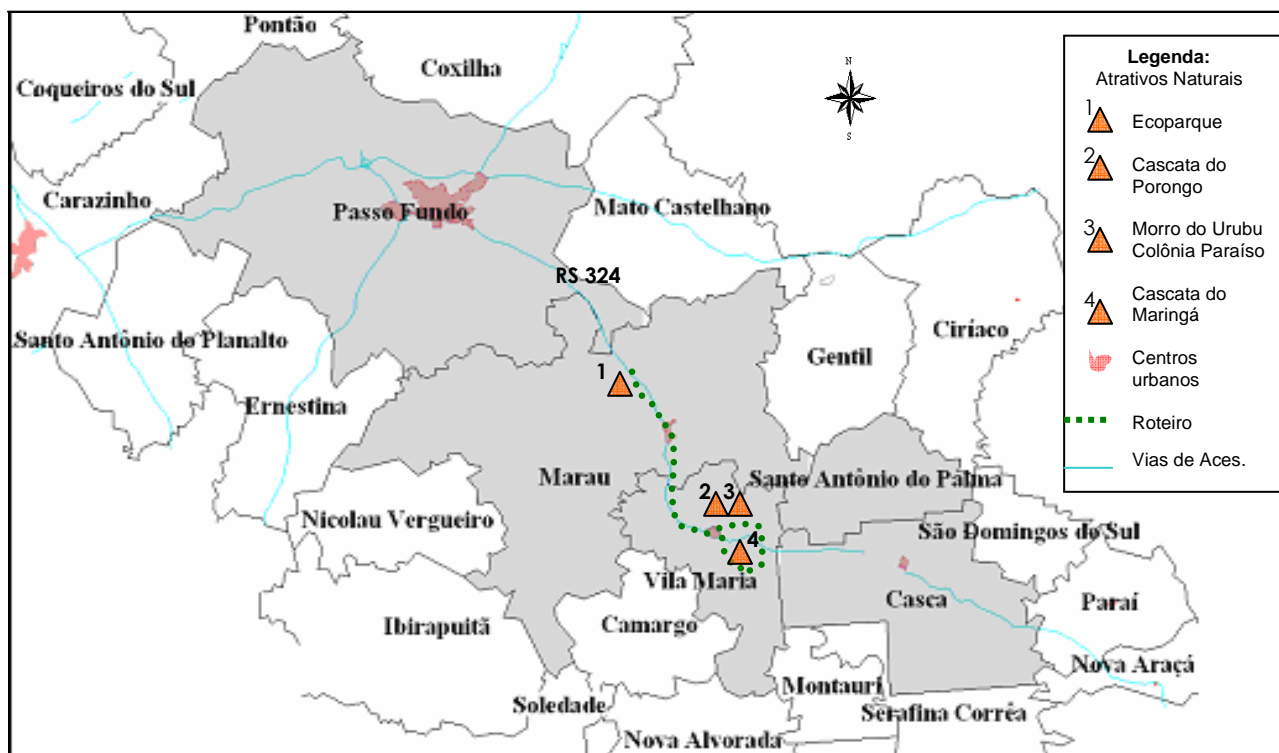 Pontão
Coxilha
Coqueiros do Sul
N
S
Carazinho
Passo Fundo
Mato Castelhano
RS 324
Santo Antônio do Planalto
Gentil
Ciríaco
1
Ernestina
Marau
Santo Antônio do Palma
2
3
Nicolau Vergueiro
4
São Domingos do Sul
Vila Maria
Casca
Paraí
Ibirapuitã
Camargo
Nova Araçá
Montauri
Soledade
Serafina Corrêa
Nova Alvorada
Legenda:
Atrativos Naturais
1
Ecoparque
2
Cascata do
Porongo
3
Morro do Urubu
Colônia Paraíso
4
Cascata do
Maringá
Centros
urbanos
Roteiro
Vias de Aces.